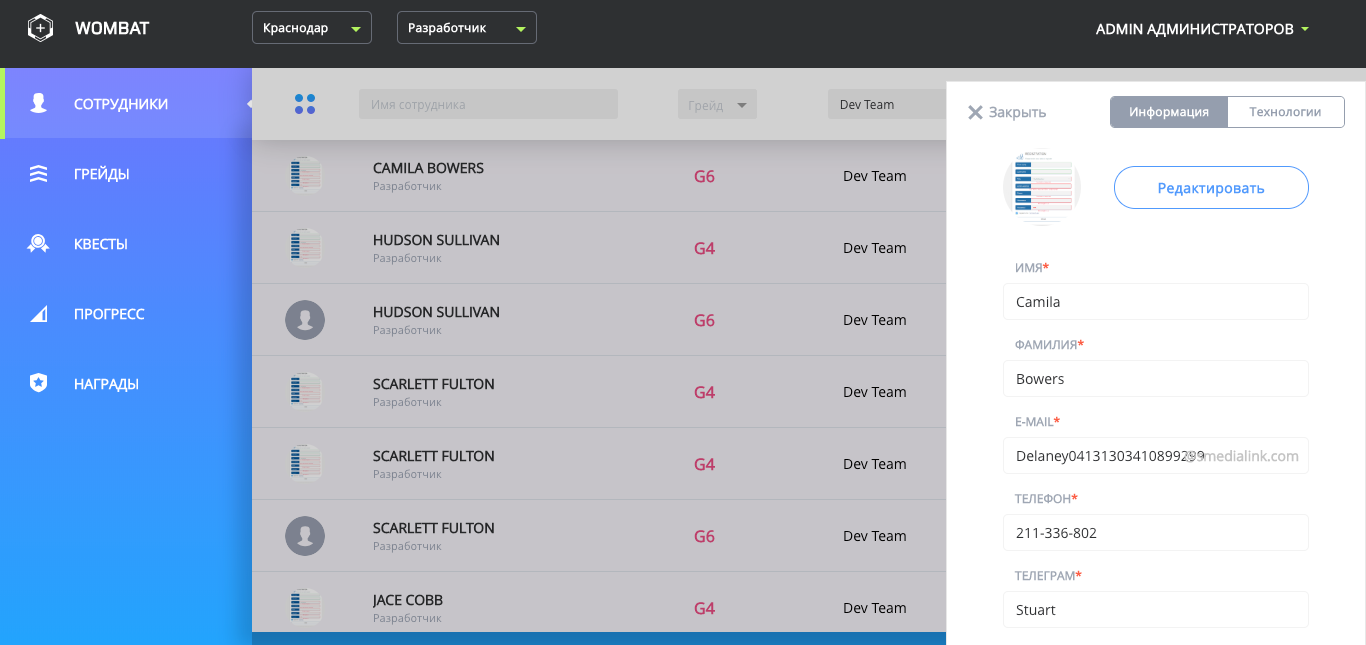 WOMBAT
Краснодар
Разработчик
ADMIN АДМИНИСТРАТОРОВ
СОТРУДНИКИ
ГРЕЙДЫ
КВЕСТЫ
ПРОГРЕСС
НАГРАДЫ
Имя сотрудника
Грейд
Dev Team
CAMILA BOWERS
Разработчик
G6
Dev Team
HUDSON SULLIVAN
Разработчик
G4
Dev Team
HUDSON SULLIVAN
Разработчик
G6
Dev Team
SCARLETT FULTON
Разработчик
G4
Dev Team
SCARLETT FULTON
Разработчик
G4
Dev Team
SCARLETT FULTON
Разработчик
G6
Dev Team
JACE COBB
Разработчик
G4
Dev Team
Закрыть
Информация
Технологии
Редактировать
ИМЯ*
Camila
ФАМИЛИЯ*
Bowers
E-MAIL*
Delaney04131303410899299
@smedialink.com
ТЕЛЕФОН*
211-336-802
ТЕЛЕГРАМ*
Stuart